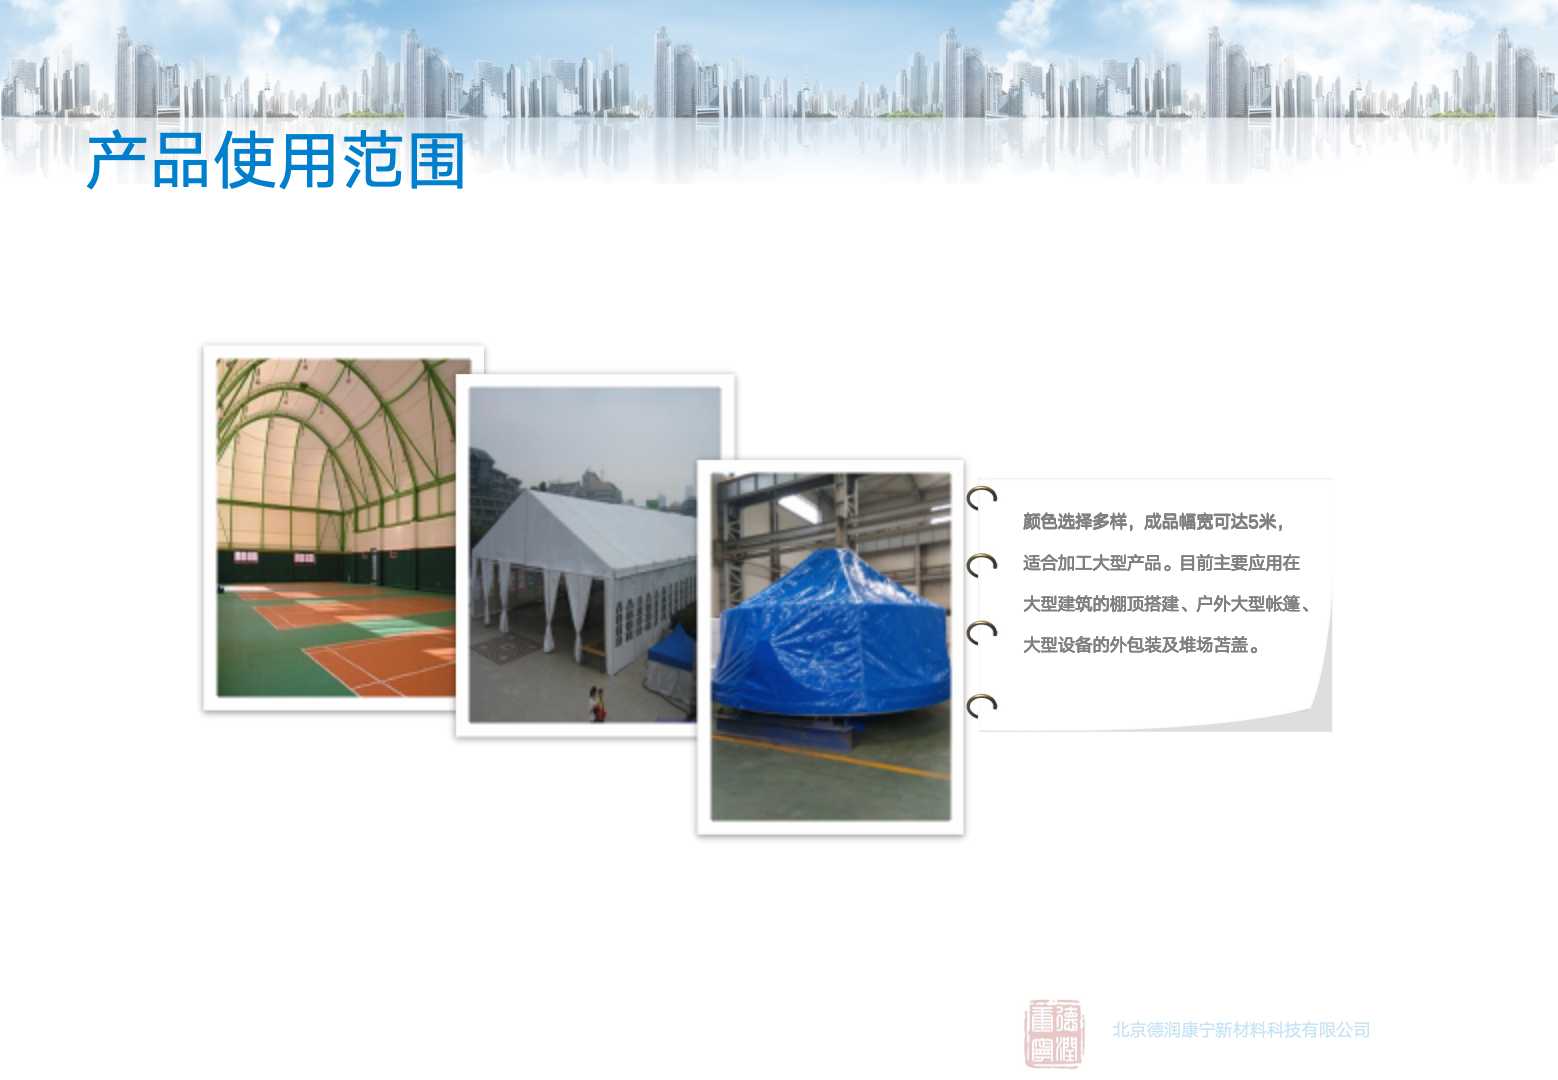 产品使用范围
颜色选择多样，成品幅宽可达5米，
适合加工大型产品。目前主要应用在
大型建筑的棚顶搭建、户外大型帐篷、
大型设备的外包装及堆场苫盖。
德润康宁
北京德润康宁新材料科技有限公司